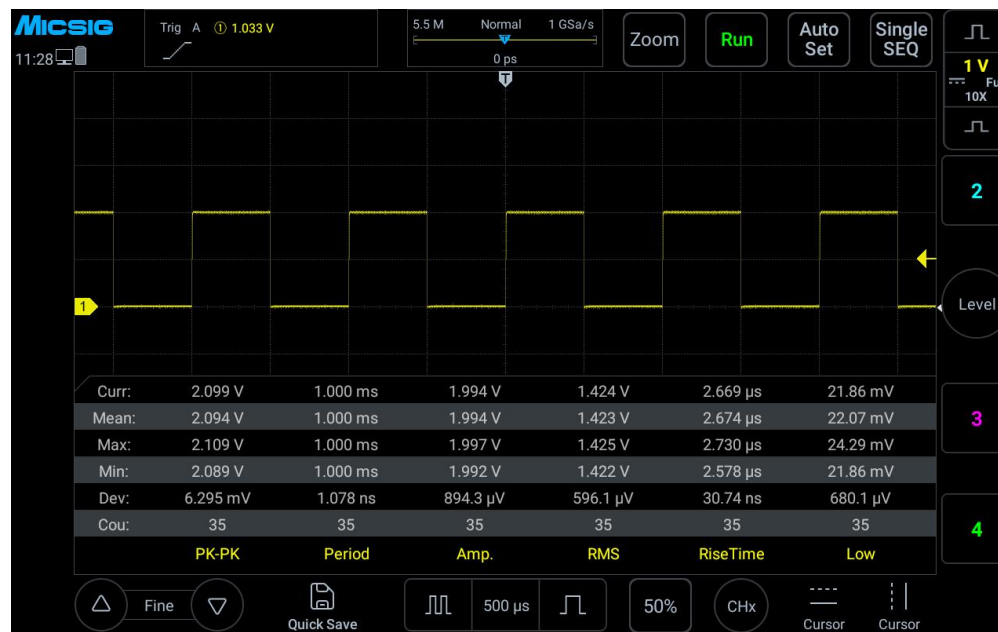 Micsig
11:28
Trig A ① 1.033 V
5.5 M Normal 1 GSa/s
T
0 ps
Zoom
Run
Auto Set
Single SEQ
T
1 V
Fu
10X
2
1
Level
Curr: 2.099 V 1.000 ms 1.994 V 1.424 V 2.669 µs 21.86 mV
Mean: 2.094 V 1.000 ms 1.994 V 1.423 V 2.674 µs 22.07 mV
Max: 2.109 V 1.000 ms 1.997 V 1.425 V 2.730 µs 24.29 mV
Min: 2.089 V 1.000 ms 1.992 V 1.422 V 2.578 µs 21.86 mV
Dev: 6.295 mV 1.078 ns 894.3 µV 596.1 µV 30.74 ns 680.1 µV
Cou: 35 35 35 35 35 35
PK-PK Period Amp. RMS RiseTime Low
3
4
Fine
Quick Save
500 µs
50%
CHx
Cursor
Cursor